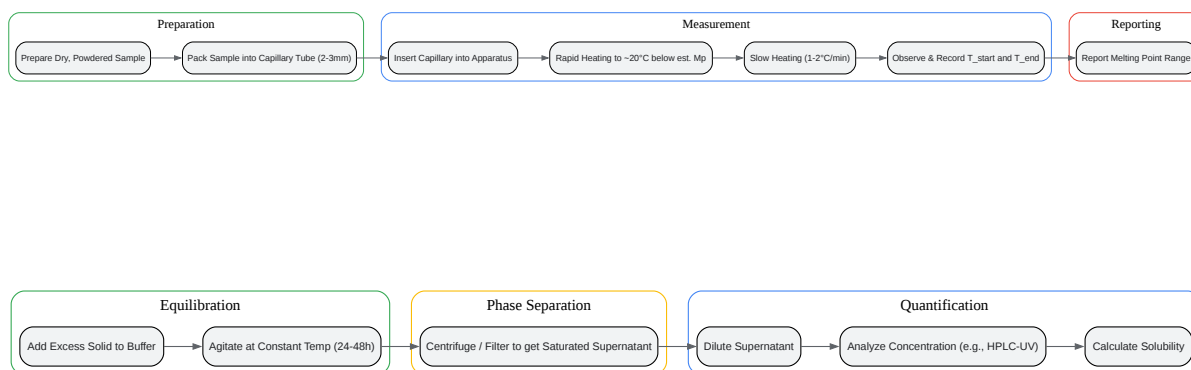 Preparation
Measurement
Reporting
Prepare Dry, Powdered Sample
Pack Sample into Capillary Tube (2-3mm)
Insert Capillary into Apparatus
Rapid Heating to ~20°C below est. Mp
Slow Heating (1-2°C/min)
Observe & Record T_start and T_end
Report Melting Point Range
Equilibration
Phase Separation
Quantification
Add Excess Solid to Buffer
Agitate at Constant Temp (24-48h)
Centrifuge / Filter to get Saturated Supernatant
Dilute Supernatant
Analyze Concentration (e.g., HPLC-UV)
Calculate Solubility